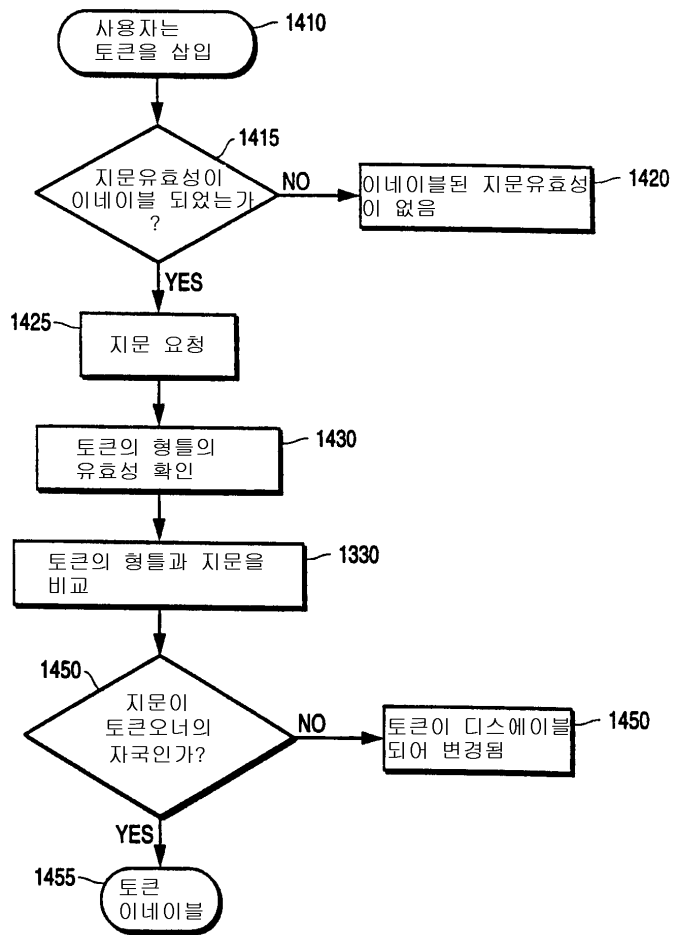 사용자는
토큰을 삽입
1410
1415
지문유효성이
이네이블 되었는가
?
NO
이네이블된 지문유효성
이 없음
1420
YES
1425
지문 요청
토큰의 형틀의
유효성 확인
1430
토큰의 형틀과 지문을
비교
1330
1450
지문이
토큰오너의
자국인가?
NO
토큰이 디스에이블
되어 변경됨
1450
YES
1455
토큰
이네이블